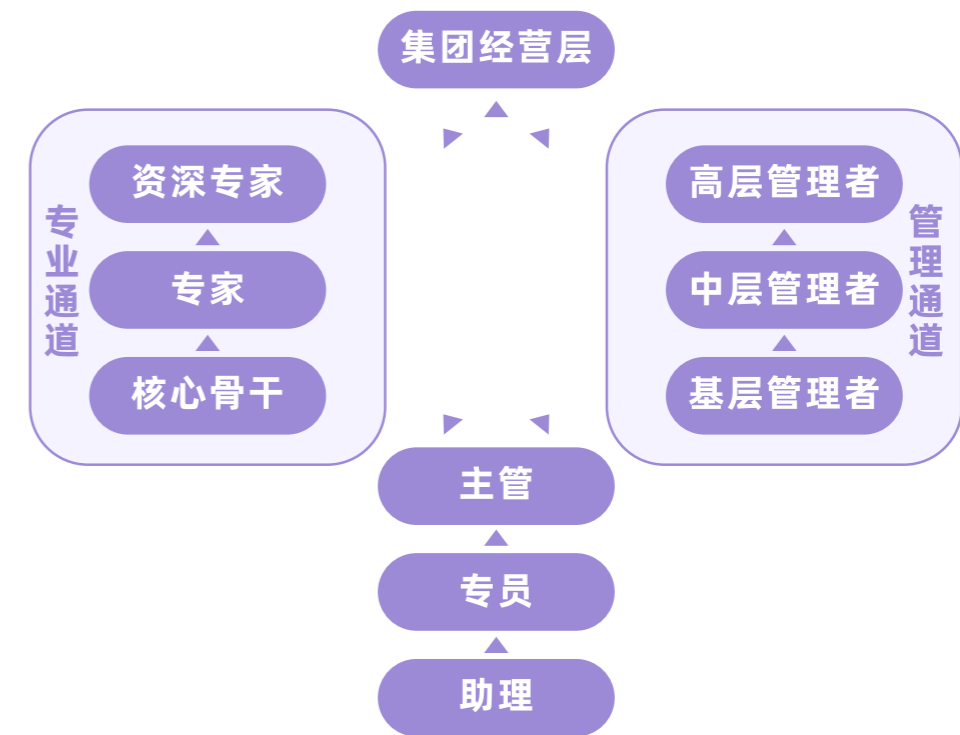 集团经营层
专业通道
资深专家
专家
核心骨干
管理通道
高层管理者
中层管理者
基层管理者
主管
专员
助理